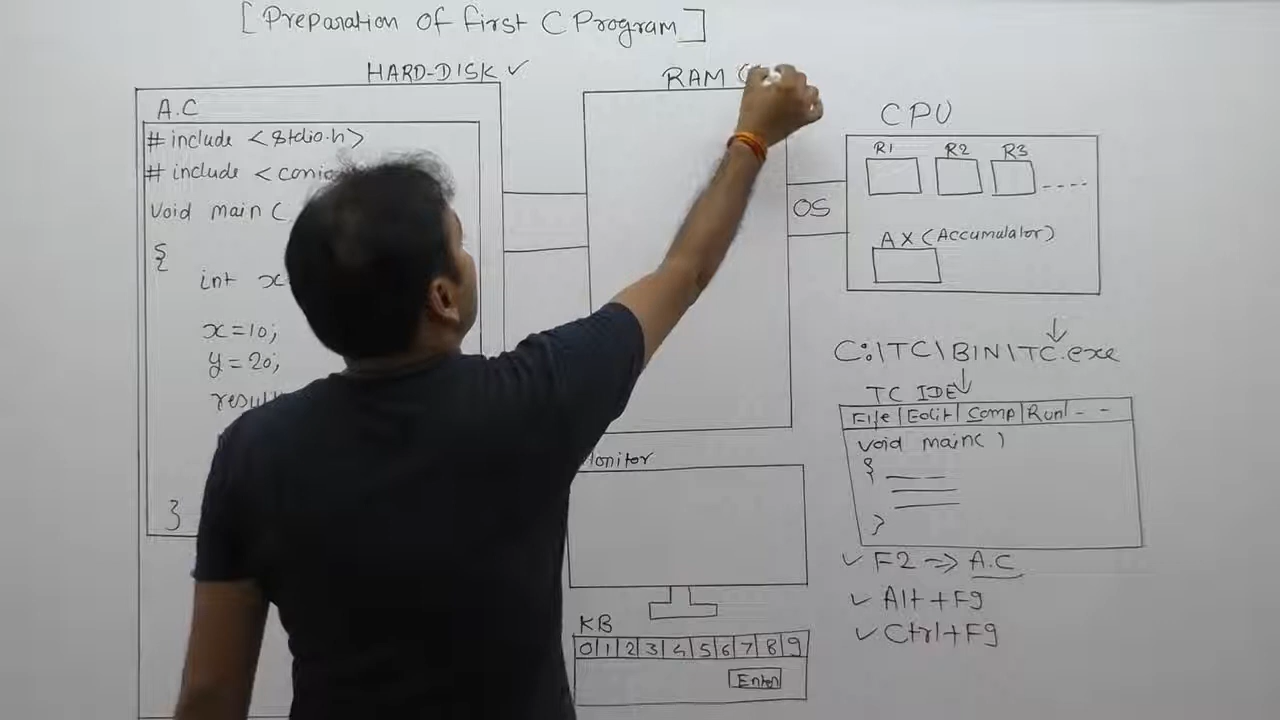 [Preparation of first C Program]
HARD-DISK ✓
A.C
# include <stdio.h>
# include <conio
void main (
{
int x
x=10;
y=20;
result
}
RAM (
OS
CPU
R1 R2 R3 ----
AX (Accumulator)
C:\TC\BIN\TC.exe
TC IDE
File | Edit | Comp | Run | - -
void main( )
{
}
✓ F2 => A.C
✓ Alt + F9
✓ Ctrl + F9
Monitor
KB
0 1 2 3 4 5 6 7 8 9
Enter